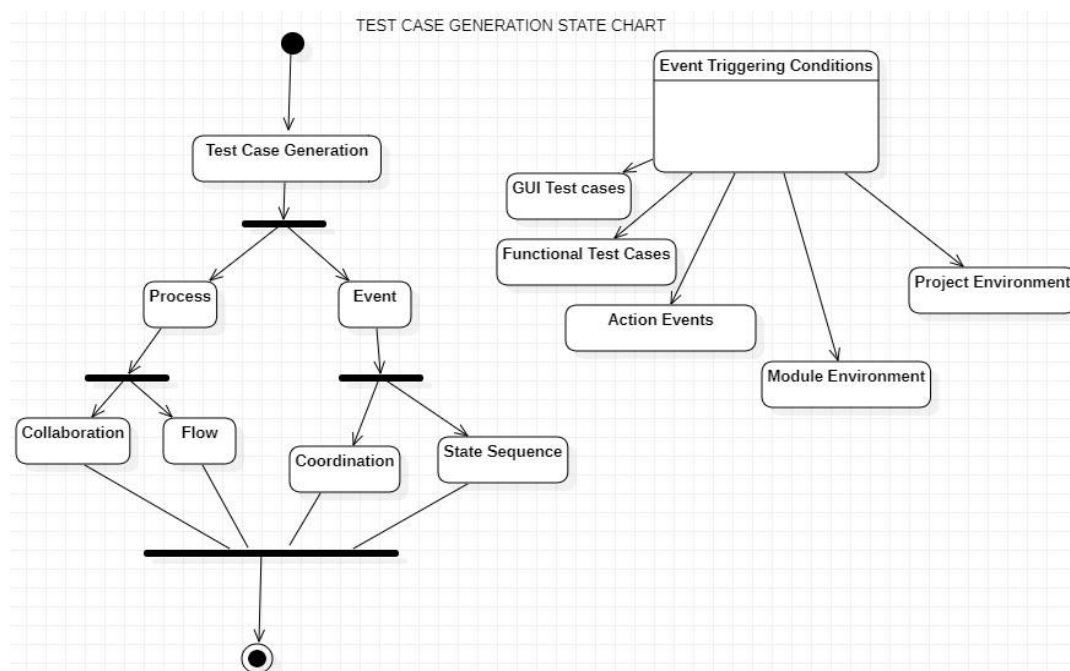 TEST CASE GENERATION STATE CHART
Event Triggering Conditions
Test Case Generation
GUI Test cases
Functional Test Cases
Project Environment
Process
Event
Action Events
Module Environment
Collaboration
Flow
Coordination
State Sequence